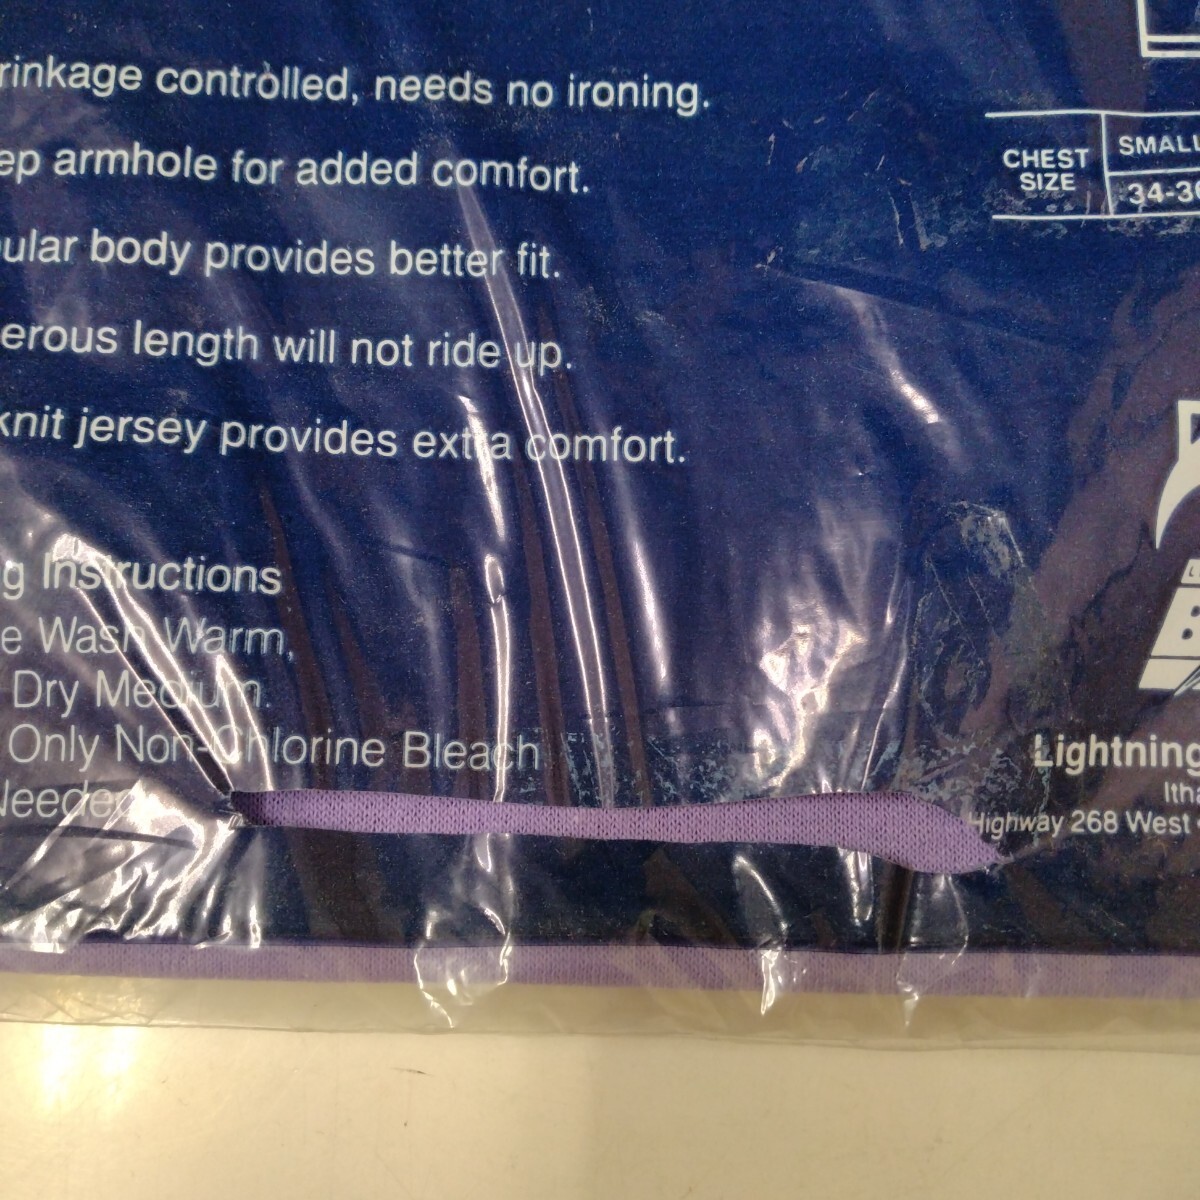 rinkage controlled, needs no ironing.
ep armhole for added comfort.
ular body provides better fit.
erous length will not ride up.
knit jersey provides extra comfort.
CHEST SIZE
SMALL
34-3
g Instructions
e Wash Warm,
Dry Medium.
Only Non-Chlorine Bleach
Needed
B
Lightning
Itha
Highway 268 West